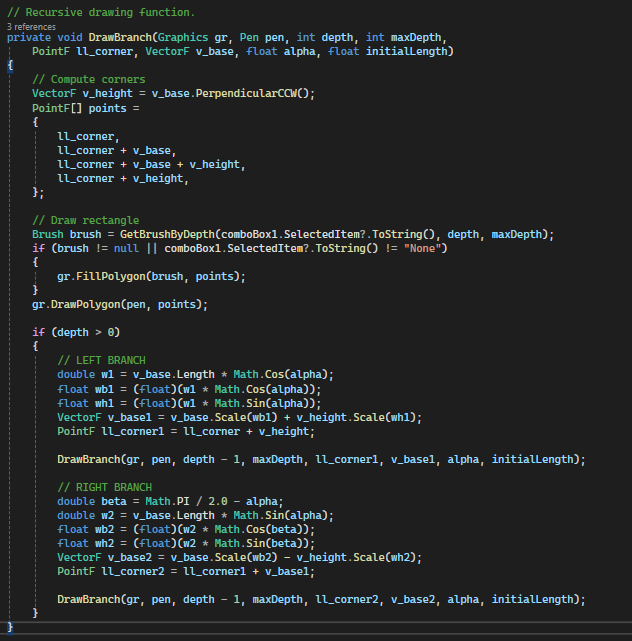 // Recursive drawing function.
3 references
private void DrawBranch(Graphics gr, Pen pen, int depth, int maxDepth,
    PointF ll_corner, VectorF v_base, float alpha, float initialLength)
{
    // Compute corners
    VectorF v_height = v_base.PerpendicularCCW();
    PointF[] points =
    {
        ll_corner,
        ll_corner + v_base,
        ll_corner + v_base + v_height,
        ll_corner + v_height,
    };

    // Draw rectangle
    Brush brush = GetBrushByDepth(comboBox1.SelectedItem?.ToString(), depth, maxDepth);
    if (brush != null || comboBox1.SelectedItem?.ToString() != "None")
    {
        gr.FillPolygon(brush, points);
    }
    gr.DrawPolygon(pen, points);

    if (depth > 0)
    {
        // LEFT BRANCH
        double w1 = v_base.Length * Math.Cos(alpha);
        float wb1 = (float)(w1 * Math.Cos(alpha));
        float wh1 = (float)(w1 * Math.Sin(alpha));
        VectorF v_base1 = v_base.Scale(wb1) + v_height.Scale(wh1);
        PointF ll_corner1 = ll_corner + v_height;

        DrawBranch(gr, pen, depth - 1, maxDepth, ll_corner1, v_base1, alpha, initialLength);

        // RIGHT BRANCH
        double beta = Math.PI / 2.0 - alpha;
        double w2 = v_base.Length * Math.Sin(alpha);
        float wb2 = (float)(w2 * Math.Cos(beta));
        float wh2 = (float)(w2 * Math.Sin(beta));
        VectorF v_base2 = v_base.Scale(wb2) - v_height.Scale(wh2);
        PointF ll_corner2 = ll_corner1 + v_base1;

        DrawBranch(gr, pen, depth - 1, maxDepth, ll_corner2, v_base2, alpha, initialLength);
    }
}